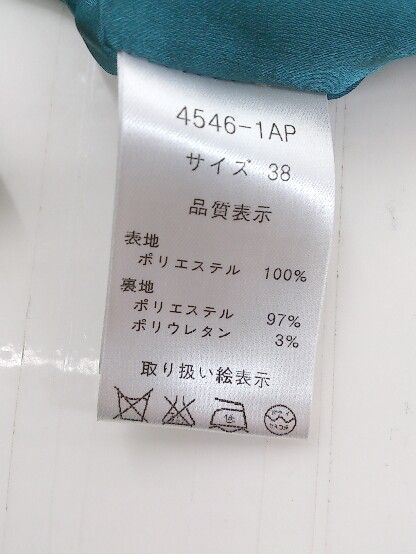 4546-1AP
サイズ 38
品質表示
表地
ポリエステル 100%
裏地
ポリエステル 97%
ポリウレタン 3%
取り扱い絵表示